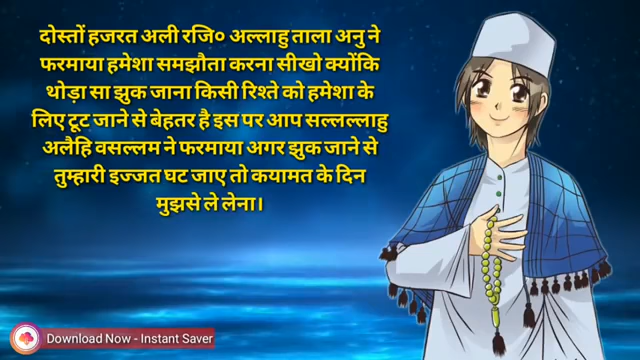 दोस्तों हजरत अली रजि० अल्लाहु ताला अनु ने
फरमाया हमेशा समझौता करना सीखो क्योंकि
थोड़ा सा झुक जाना किसी रिश्ते को हमेशा के
लिए टूट जाने से बेहतर है इस पर आप सल्लल्लाहु
अलैहि वसल्लम ने फरमाया अगर झुक जाने से
तुम्हारी इज्जत घट जाए तो कयामत के दिन
मुझसे ले लेना।
Download Now - Instant Saver